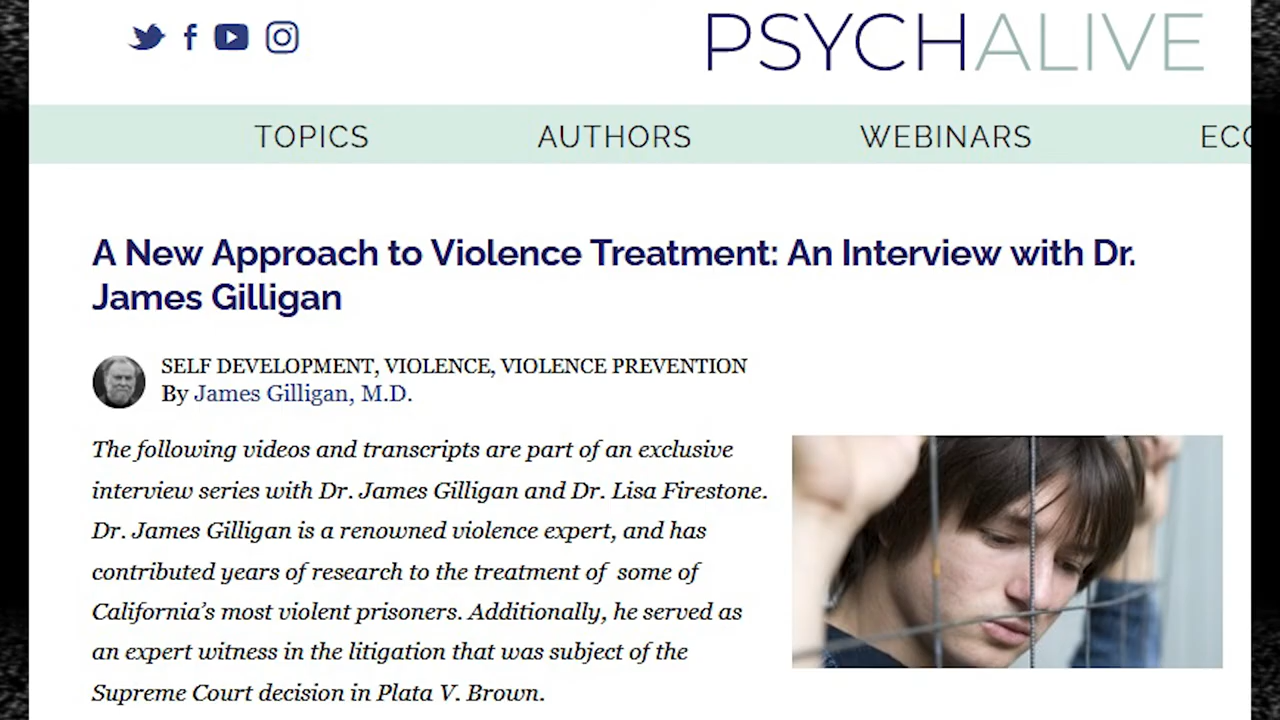 PSYCHALIVE
TOPICS AUTHORS WEBINARS ECO
A New Approach to Violence Treatment: An Interview with Dr.
James Gilligan
SELF DEVELOPMENT, VIOLENCE, VIOLENCE PREVENTION
By James Gilligan, M.D.
The following videos and transcripts are part of an exclusive
interview series with Dr. James Gilligan and Dr. Lisa Firestone.
Dr. James Gilligan is a renowned violence expert, and has
contributed years of research to the treatment of some of
California’s most violent prisoners. Additionally, he served as
an expert witness in the litigation that was subject of the
Supreme Court decision in Plata V. Brown.